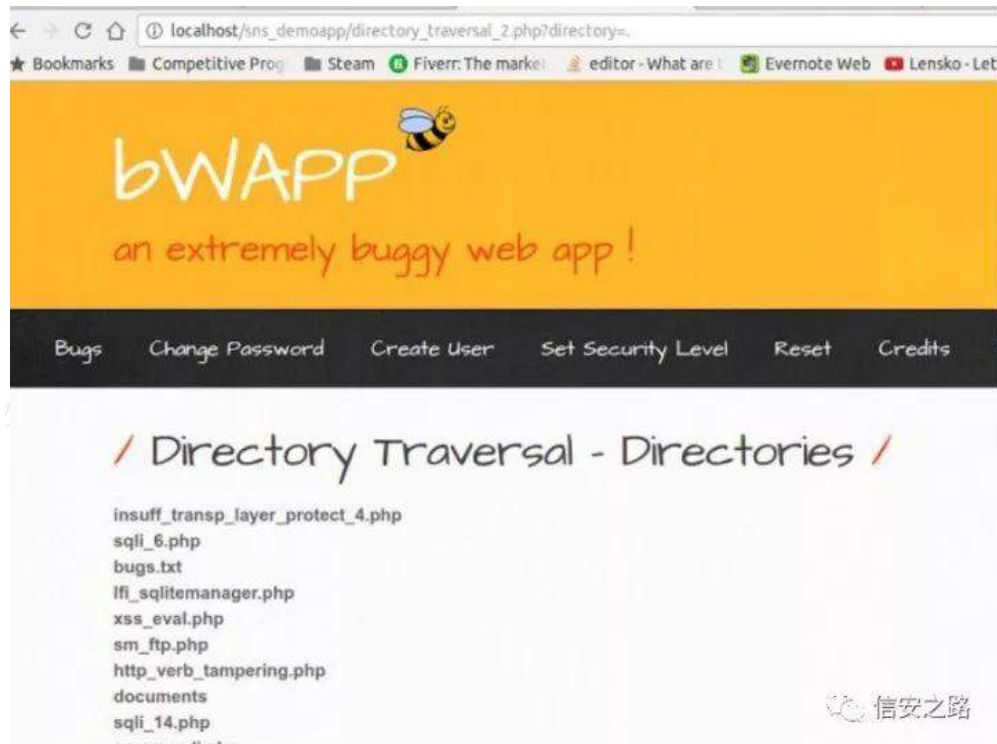 localhost/sns_demoapp/directory_traversal_2.php?directory=.
Bookmarks Competitive Prog Steam Fiverr: The market editor - What are t Evernote Web Lensko - Let
bWAPP
an extremely buggy web app !
Bugs Change Password Create User Set Security Level Reset Credits
/ Directory Traversal - Directories /
insuff_transp_layer_protect_4.php
sqli_6.php
bugs.txt
lfi_sqlitemanager.php
xss_eval.php
sm_ftp.php
http_verb_tampering.php
documents
sqli_14.php
信安之路